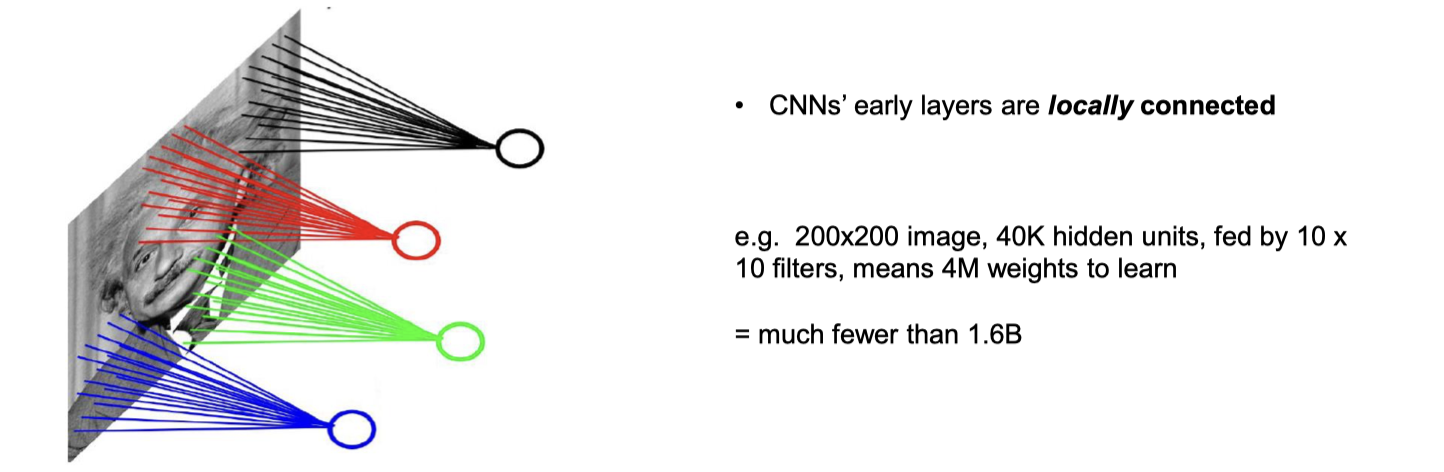 • CNNs’ early layers are locally connected
e.g. 200x200 image, 40K hidden units, fed by 10 x
10 filters, means 4M weights to learn
= much fewer than 1.6B